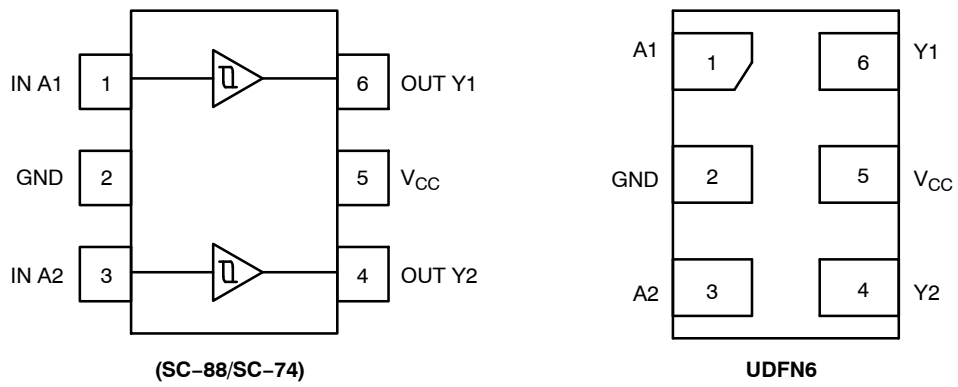 IN A1 1 6 OUT Y1
GND 2 5 VCC
IN A2 3 4 OUT Y2
(SC−88/SC−74)
A1 1 6 Y1
GND 2 5 VCC
A2 3 4 Y2
UDFN6